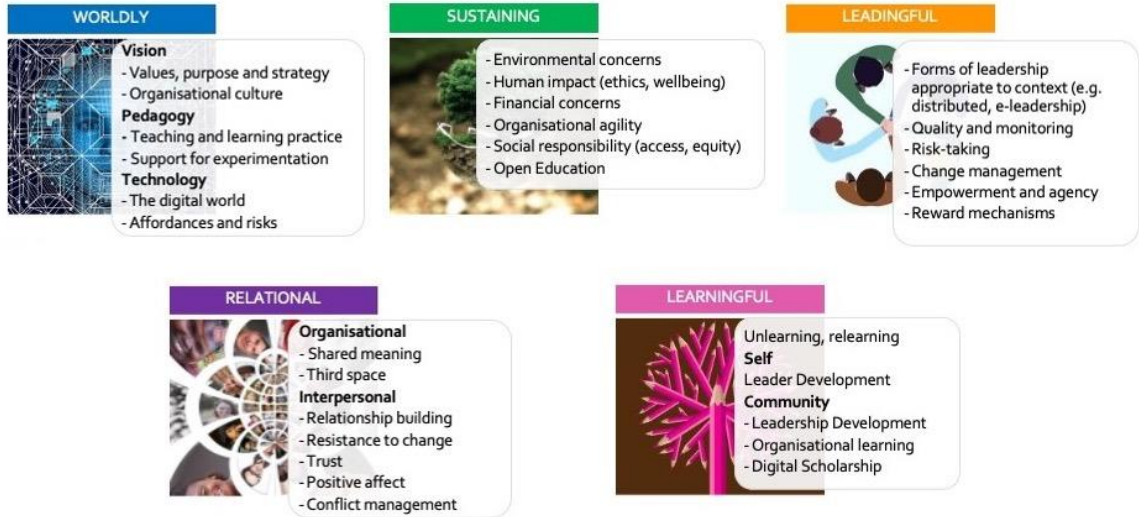 WORLDLY
Vision
- Values, purpose and strategy
- Organisational culture
Pedagogy
- Teaching and learning practice
- Support for experimentation
Technology
- The digital world
- Affordances and risks
SUSTAINING
- Environmental concerns
- Human impact (ethics, wellbeing)
- Financial concerns
- Organisational agility
- Social responsibility (access, equity)
- Open Education
LEADINGFUL
- Forms of leadership
appropriate to context (e.g.
distributed, e-leadership)
- Quality and monitoring
- Risk-taking
- Change management
- Empowerment and agency
- Reward mechanisms
RELATIONAL
Organisational
- Shared meaning
- Third space
Interpersonal
- Relationship building
- Resistance to change
- Trust
- Positive affect
- Conflict management
LEARNINGFUL
Unlearning, relearning
Self
Leader Development
Community
- Leadership Development
- Organisational learning
- Digital Scholarship